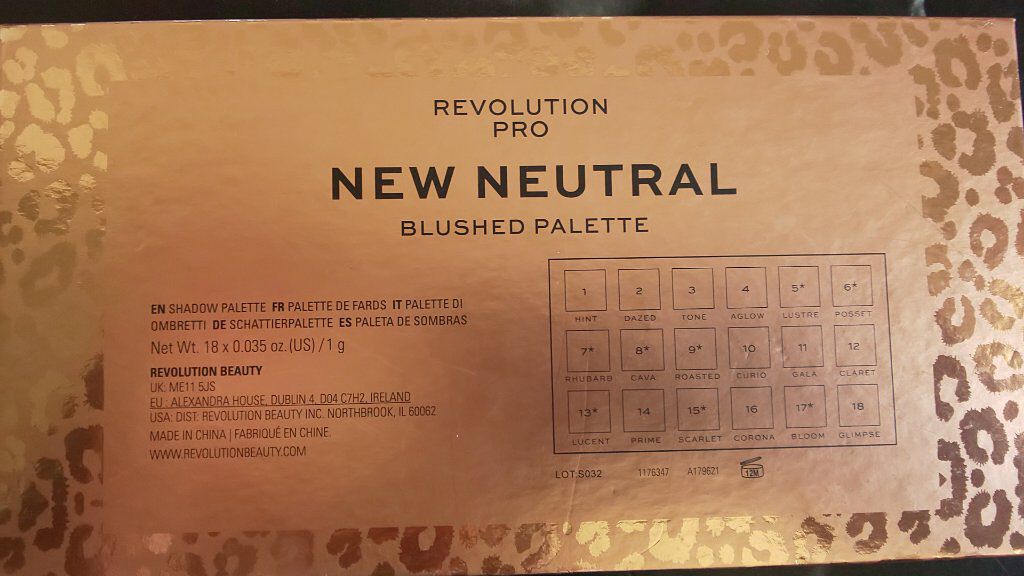 REVOLUTION
PRO
NEW NEUTRAL
BLUSHED PALETTE
EN SHADOW PALETTE FR PALETTE DE FARDS IT PALETTE DI
OMBRETTI DE SCHATTIERPALETTE ES PALETA DE SOMBRAS
Net Wt. 18 x 0.035 oz.(US) / 1 g
REVOLUTION BEAUTY
UK: ME11 5JS
EU : ALEXANDRA HOUSE, DUBLIN 4, D04 C7H2, IRELAND
USA: DIST. REVOLUTION BEAUTY INC. NORTHBROOK, IL 60062
MADE IN CHINA | FABRIQUÉ EN CHINE.
WWW.REVOLUTIONBEAUTY.COM
1 2 3 4 5* 6*
HINT DAZED TONE AGLOW LUSTRE POSSET
7* 8* 9* 10 11 12
RHUBARB CAVA ROASTED CURIO GALA CLARET
13* 14 15* 16 17* 18
LUCENT PRIME SCARLET CORONA BLOOM GLIMPSE
LOT:S032 1176347 A179621 12M